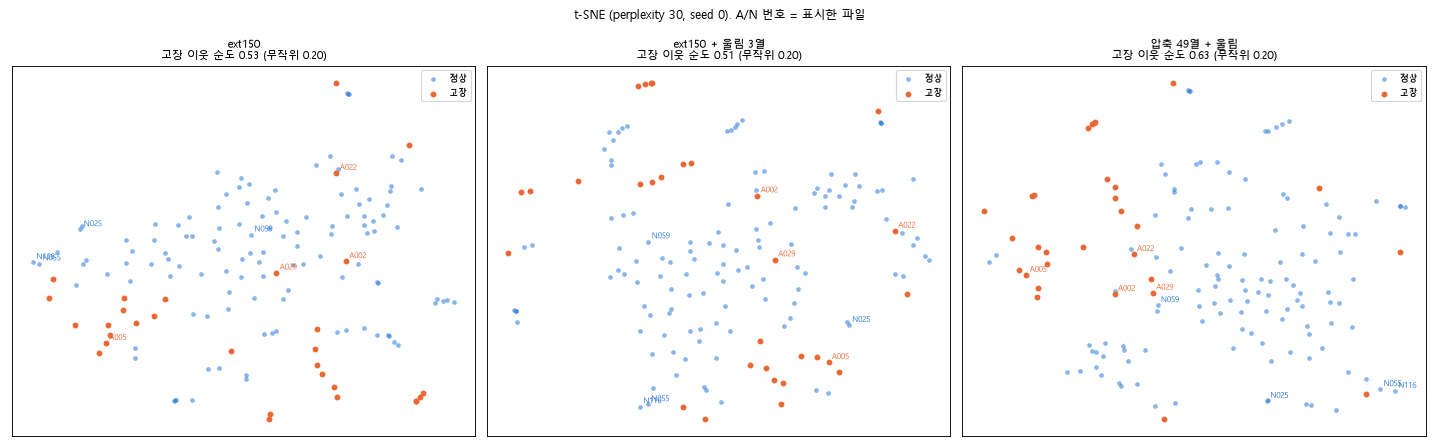 t-SNE (perplexity 30, seed 0). A/N 번호 = 표시한 파일
ext150
고장 이웃 순도 0.53 (무작위 0.20)
정상
고장
A022
N025
N059
N055
A002
A029
A005
ext150 + 울림 3열
고장 이웃 순도 0.51 (무작위 0.20)
정상
고장
A002
A022
N059
A029
N025
A005
N055
N116
압축 49열 + 울림
고장 이웃 순도 0.63 (무작위 0.20)
정상
고장
A022
A005
A002
A029
N059
N055
N116
N025